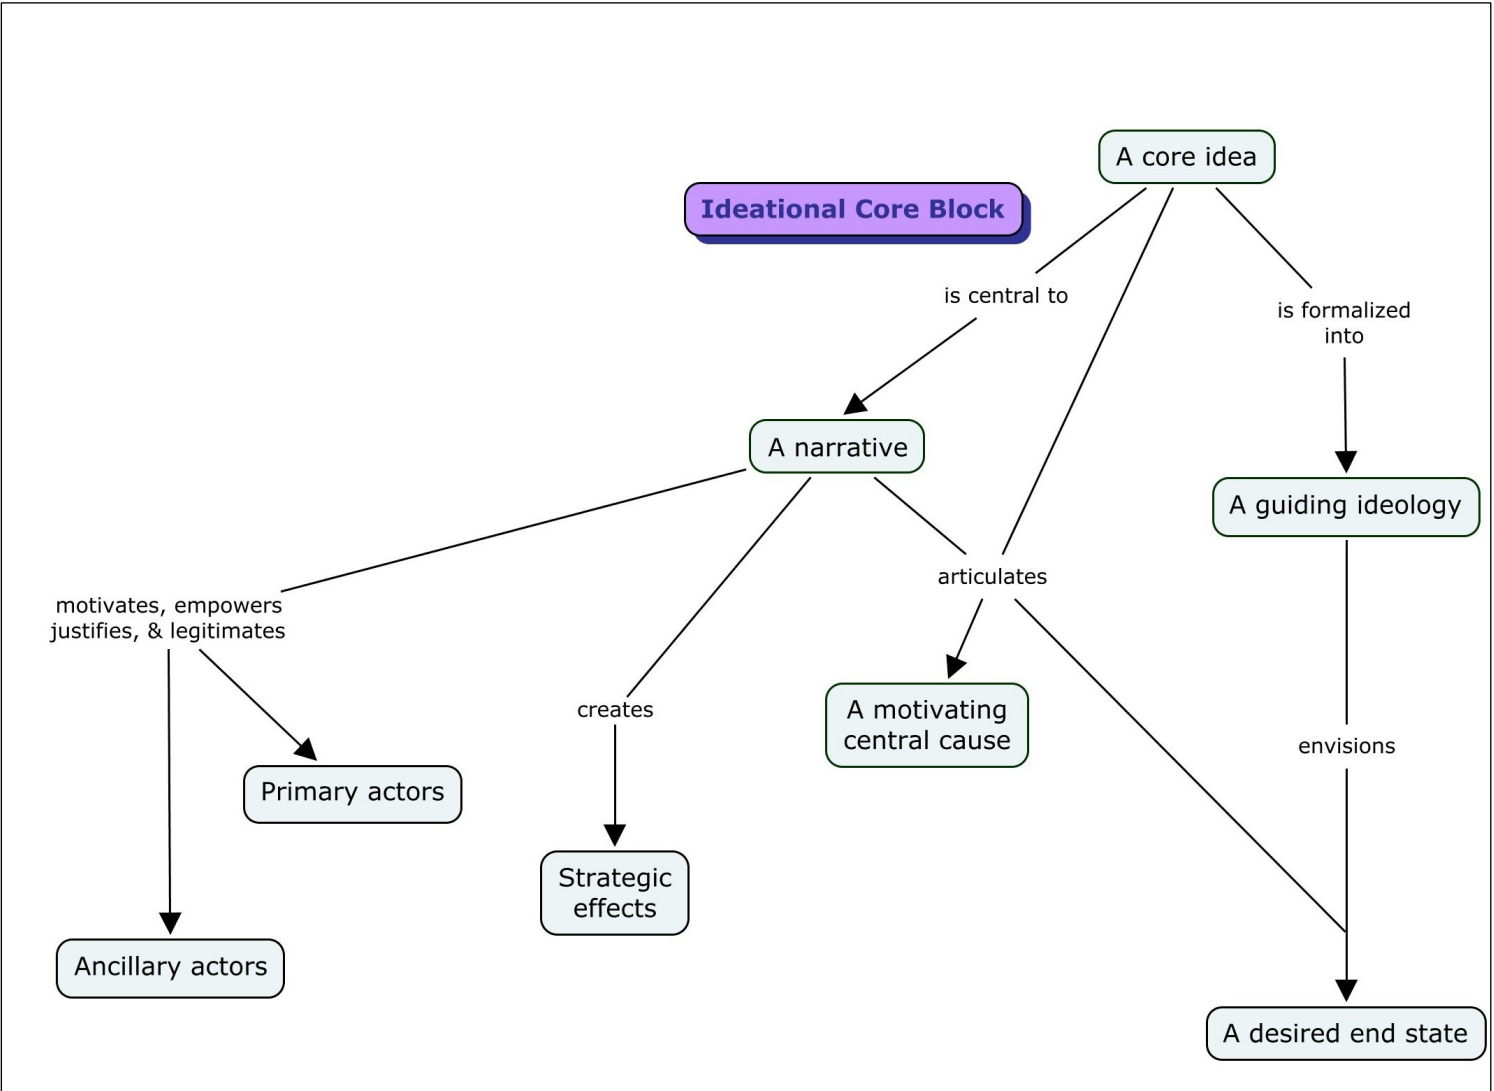 A core idea
Ideational Core Block
is central to
is formalized
into
A narrative
A guiding ideology
articulates
motivates, empowers
justifies, & legitimates
creates
A motivating
central cause
envisions
Primary actors
Strategic
effects
Ancillary actors
A desired end state